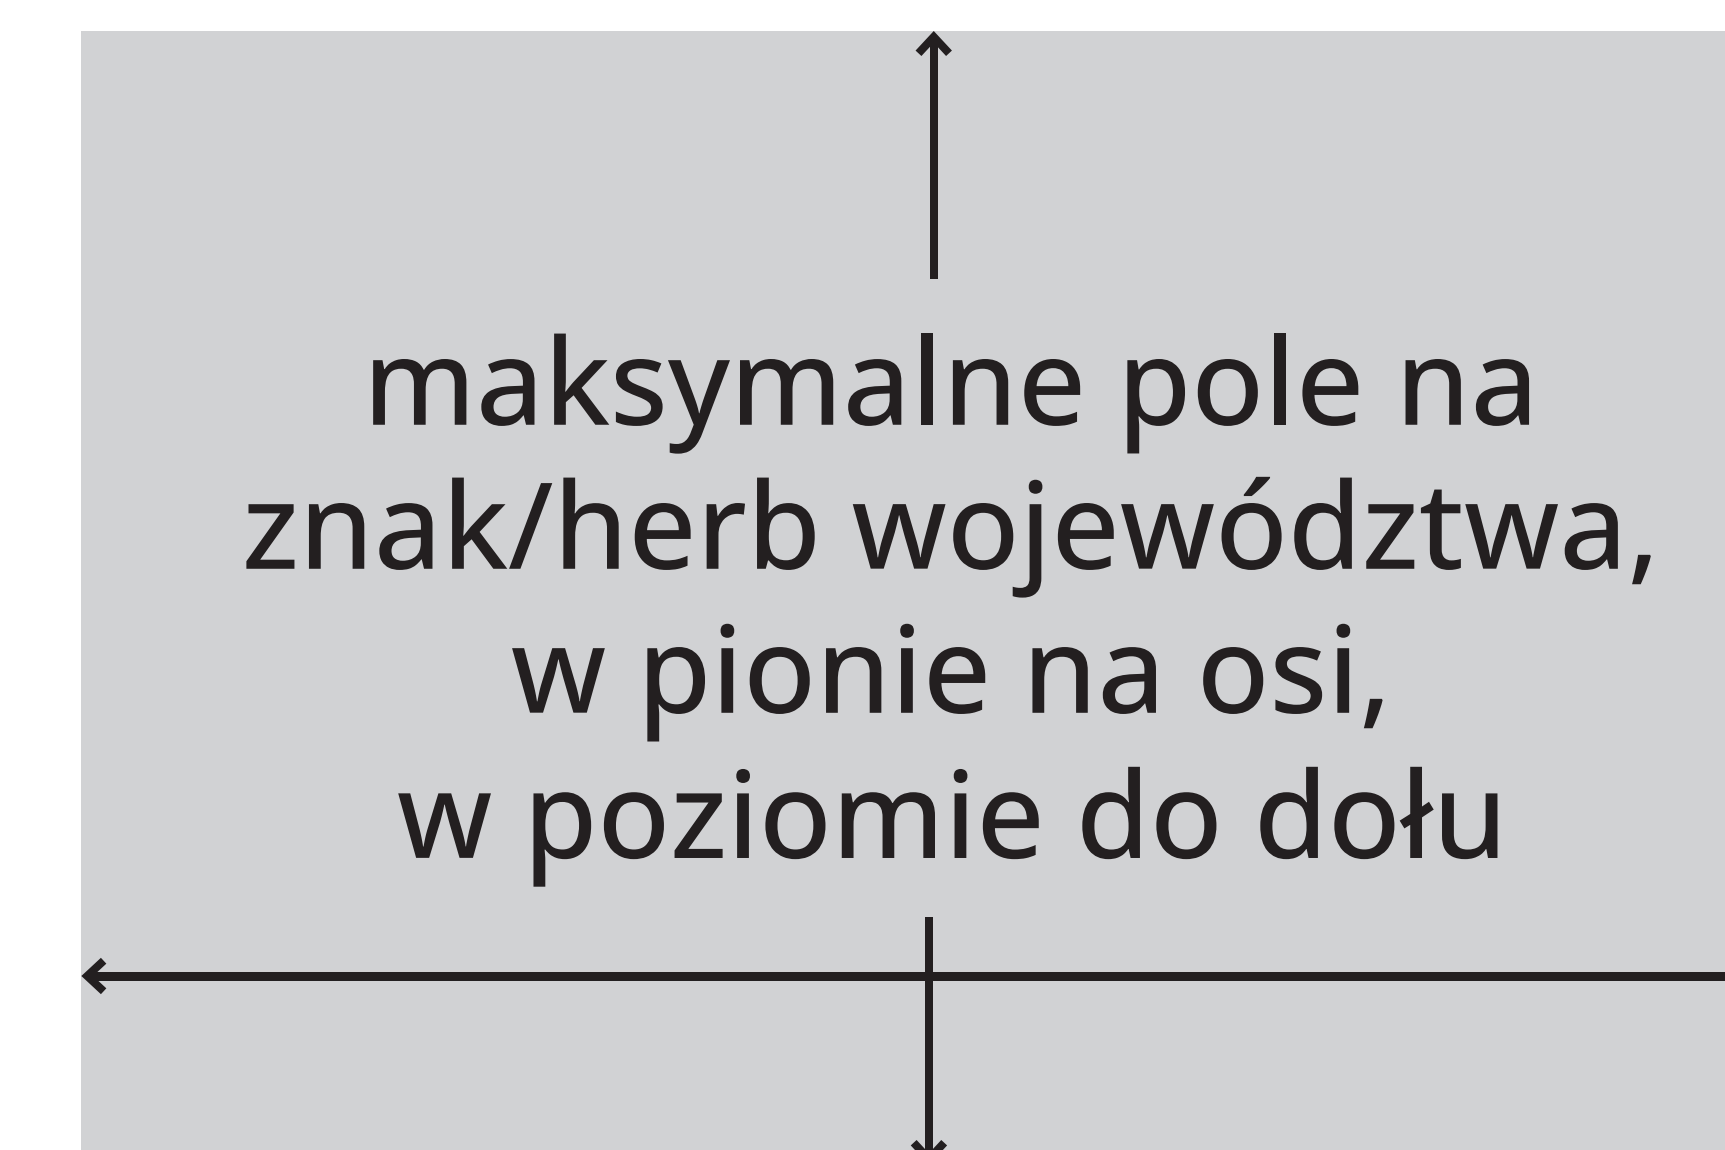 maksymalne pole na
znak/herb województwa,
w pionie na osi,
w poziomie do dołu